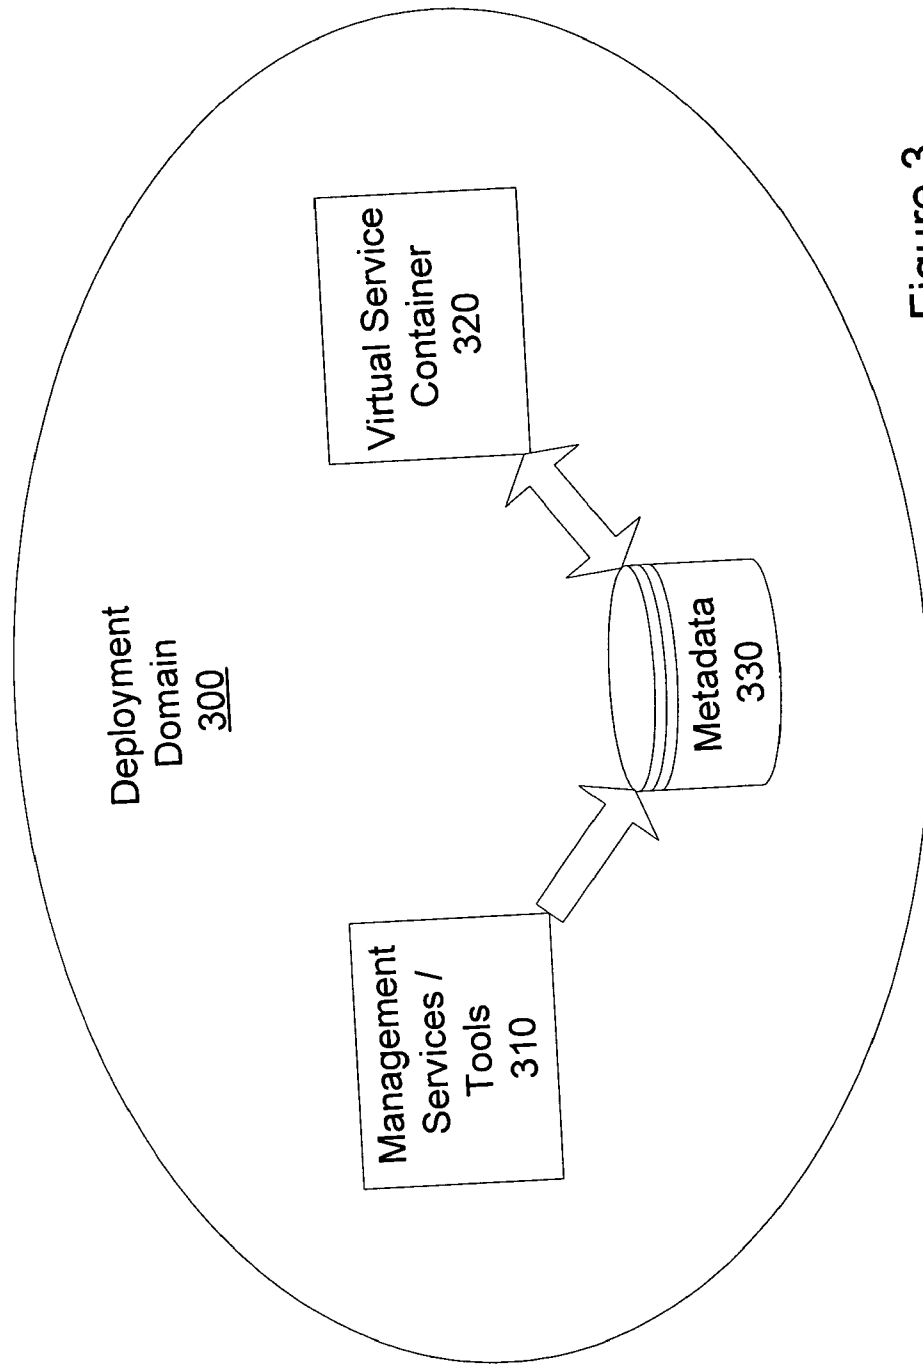 Deployment
Domain
300
Management
Services /
Tools
310
Virtual Service
Container
320
Metadata
330
Figure 3